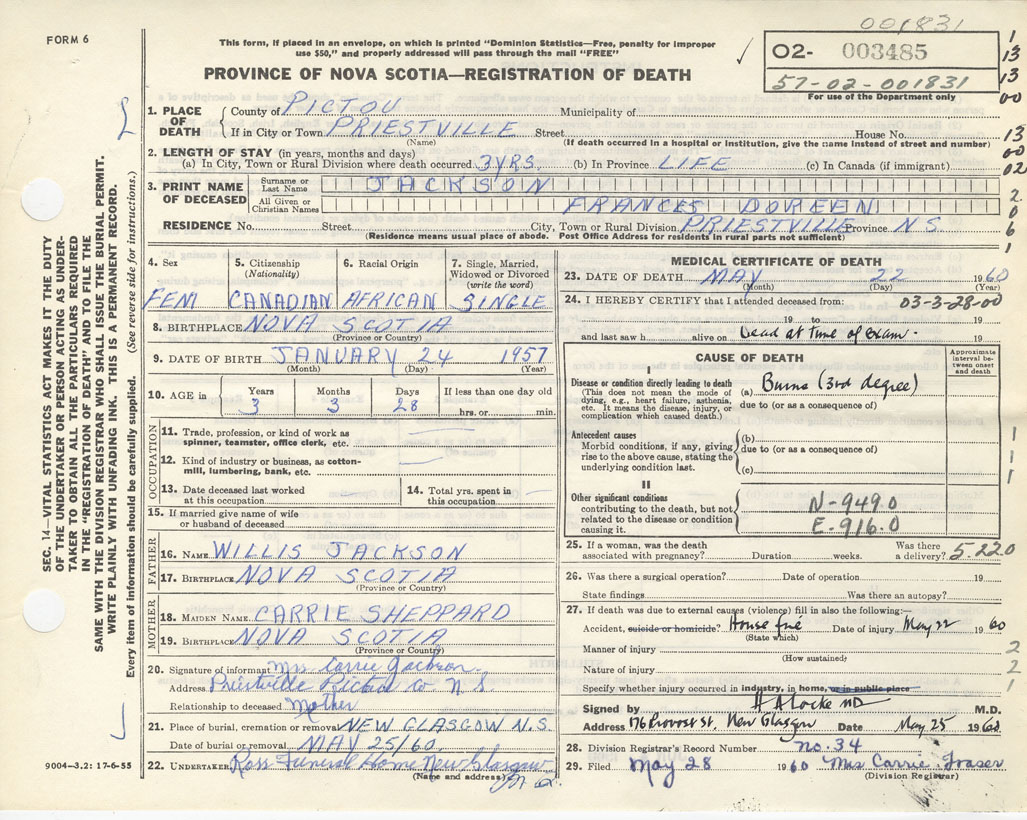 001831
FORM 6
This form, if placed in an envelope, on which is printed "Dominion Statistics—Free, penalty for improper
use $50," and properly addressed will pass through the mail "FREE"
PROVINCE OF NOVA SCOTIA—REGISTRATION OF DEATH
02- 003485
57-02-001831
For use of the Department only
1
13
13
00
13
60
02
2
0
6
1
SEC. 14—VITAL STATISTICS ACT MAKES IT THE DUTY
OF THE UNDERTAKER OR PERSON ACTING AS UNDER-
TAKER TO OBTAIN ALL THE PARTICULARS REQUIRED
IN THE "REGISTRATION OF DEATH" AND TO FILE THE
SAME WITH THE DIVISION REGISTRAR WHO SHALL ISSUE THE BURIAL PERMIT.
WRITE PLAINLY WITH UNFADING INK. THIS IS A PERMANENT RECORD.
Every item of information should be carefully supplied. (See reverse side for instructions.)
1. PLACE OF DEATH
County of PICTOU Municipality of
If in City or Town PRIESTVILLE Street House No.
(Name) (If death occurred in a hospital or institution, give the name instead of street and number)
2. LENGTH OF STAY (in years, months and days)
(a) In City, Town or Rural Division where death occurred. 3 YRS. (b) In Province LIFE (c) In Canada (if immigrant)
3. PRINT NAME OF DECEASED
Surname or Last Name JACKSON
All Given or Christian Names FRANCES DOREEN
RESIDENCE No. Street City, Town or Rural Division PRIESTVILLE Province N.S.
(Residence means usual place of abode. Post Office Address for residents in rural parts not sufficient)
4. Sex 5. Citizenship (Nationality) 6. Racial Origin 7. Single, Married, Widowed or Divorced (write the word)
FEM CANADIAN AFRICAN SINGLE
8. BIRTHPLACE NOVA SCOTIA
(Province or Country)
9. DATE OF BIRTH JANUARY 24 1957
(Month) (Day) (Year)
10. AGE in Years Months Days If less than one day old
3 3 28 hrs. or min.
OCCUPATION
11. Trade, profession, or kind of work as
spinner, teamster, office clerk, etc.
12. Kind of industry or business, as cotton-
mill, lumbering, bank, etc.
13. Date deceased last worked at this occupation 14. Total yrs. spent in this occupation
15. If married give name of wife
or husband of deceased
FATHER
16. NAME WILLIS JACKSON
17. BIRTHPLACE NOVA SCOTIA
(Province or Country)
MOTHER
18. MAIDEN NAME CARRIE SHEPPARD
19. BIRTHPLACE NOVA SCOTIA
(Province or Country)
20. Signature of informant Mrs Carrie Jackson.
Address Priestville Pictou Co N.S.
Relationship to deceased Mother
21. Place of burial, cremation or removal NEW GLASGOW N.S.
Date of burial or removal MAY 25/60.
22. UNDERTAKER Ross Funeral Home New Glasgow
(Name and address) N.S.
9004—3.2: 17-6-55
MEDICAL CERTIFICATE OF DEATH
23. DATE OF DEATH MAY 22 1960
(Month) (Day) (Year)
24. I HEREBY CERTIFY that I attended deceased from: 03-3-28-00
19 to 19
and last saw h alive on Dead at time of exam. 19
CAUSE OF DEATH
Approximate interval between onset and death
I
Disease or condition directly leading to death
(This does not mean the mode of
dying, e.g., heart failure, asthenia,
etc. It means the disease, injury, or
complication which caused death.)
(a) Burns (3rd degree)
due to (or as a consequence of)
Antecedent causes
Morbid conditions, if any, giving
rise to the above cause, stating the
underlying condition last.
(b)
due to (or as a consequence of)
(c)
II
Other significant conditions
contributing to the death, but not
related to the disease or condition
causing it.
N-949.0
E-916.0
1
1
1
25. If a woman, was the death
associated with pregnancy? Duration weeks. Was there a delivery? 5.220
26. Was there a surgical operation? Date of operation 19
State findings Was there an autopsy?
27. If death was due to external causes (violence) fill in also the following:—
Accident, suicide or homicide? House fire Date of injury May 22 1960
(State which)
Manner of injury 2
(How sustained)
Nature of injury 2
Specify whether injury occurred in industry, in home, or in public place 1
Signed by H A Locke MD M.D.
Address 176 Provost St. New Glasgow Date May 25 1960
28. Division Registrar's Record Number no. 34
29. Filed May 28 1960 Mrs Carrie Fraser
(Division Registrar)